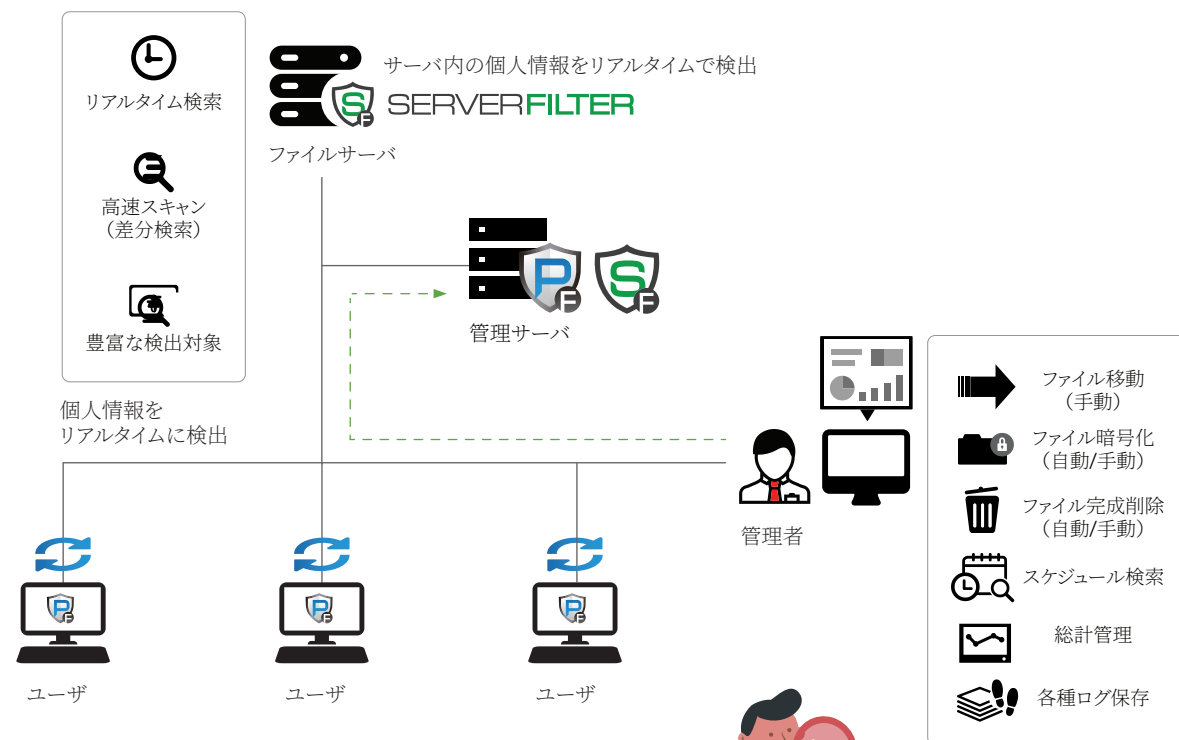 リアルタイム検索
高速スキャン
（差分検索）
豊富な検出対象
個人情報を
リアルタイムに検出
サーバ内の個人情報をリアルタイムで検出
S
F
SERVERFILTER
ファイルサーバ
P
F
S
F
管理サーバ
管理者
ファイル移動
（手動）
ファイル暗号化
（自動/手動）
ファイル完成削除
（自動/手動）
スケジュール検索
総計管理
各種ログ保存
P
F
ユーザ
P
F
ユーザ
P
F
ユーザ